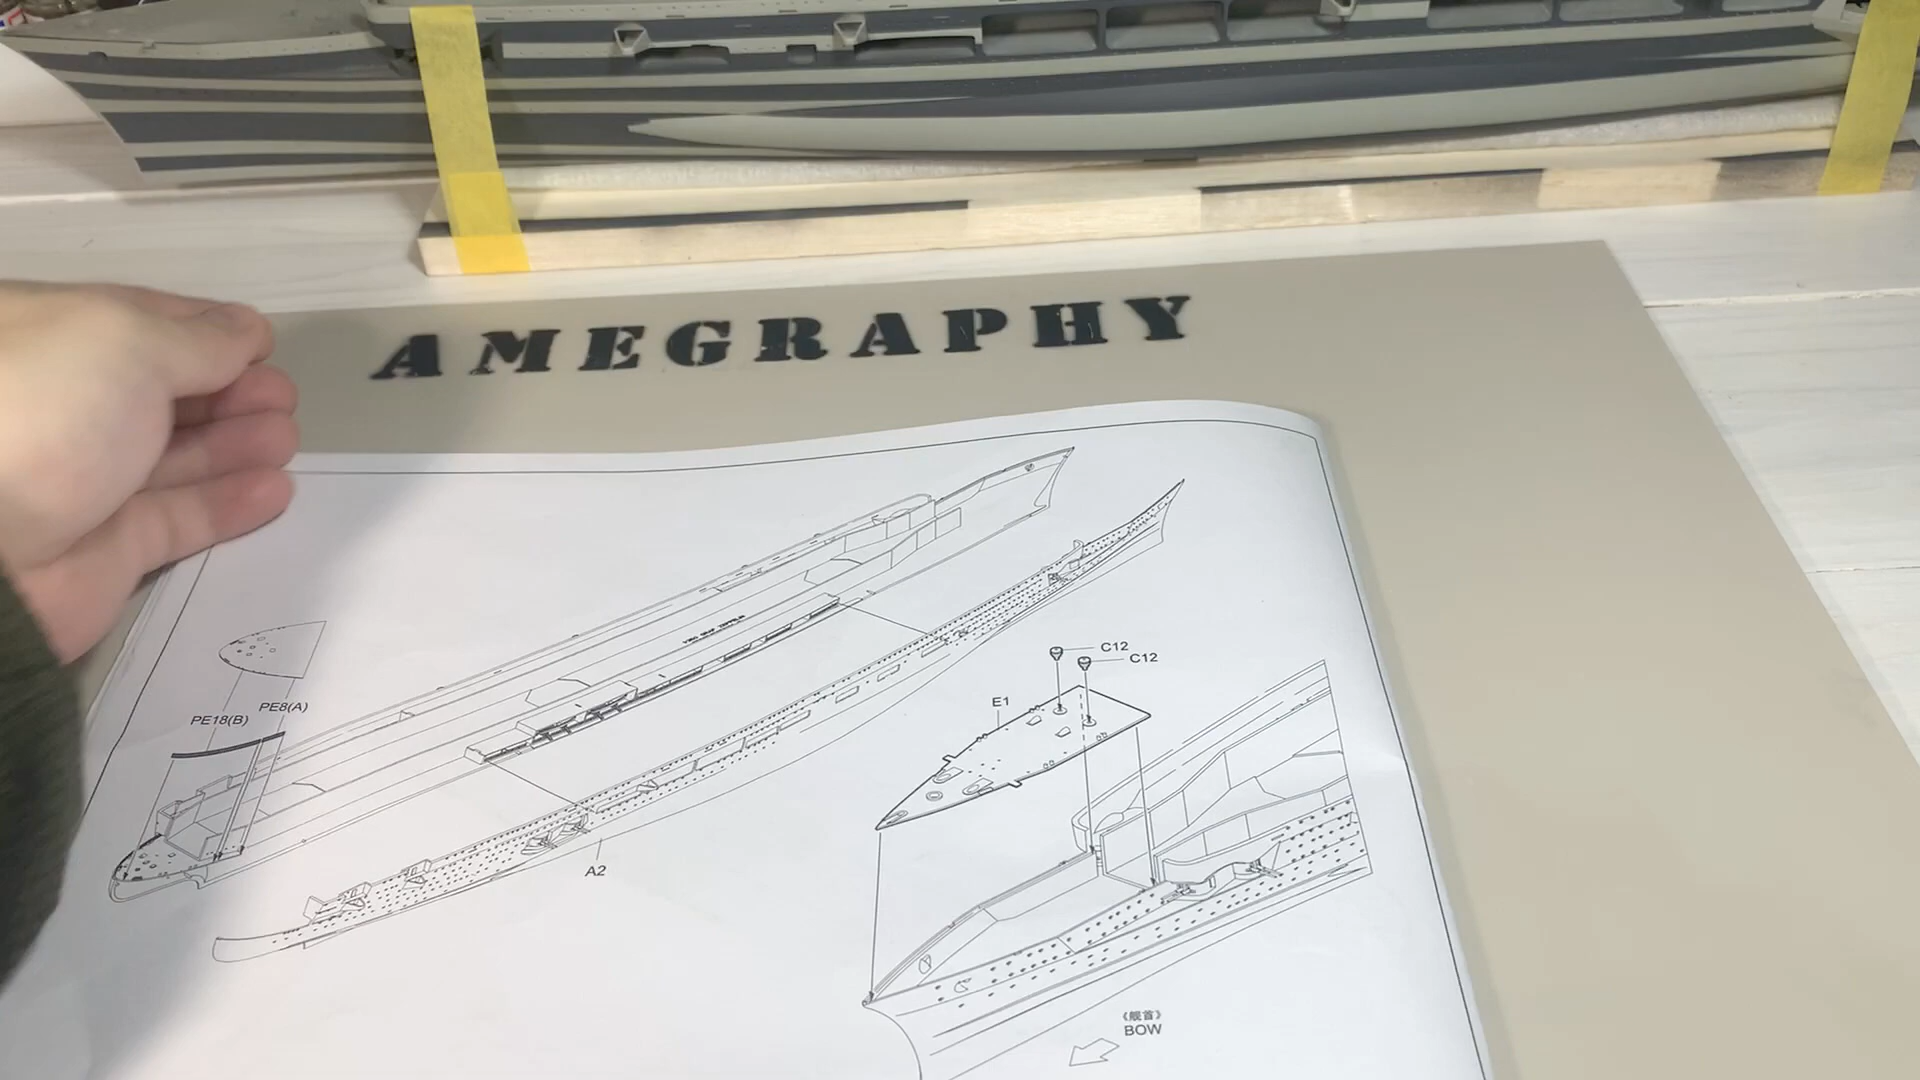 AMEGRAPHY
C12
C12
E1
PE8(A)
PE18(B)
A2
《舰首》
BOW